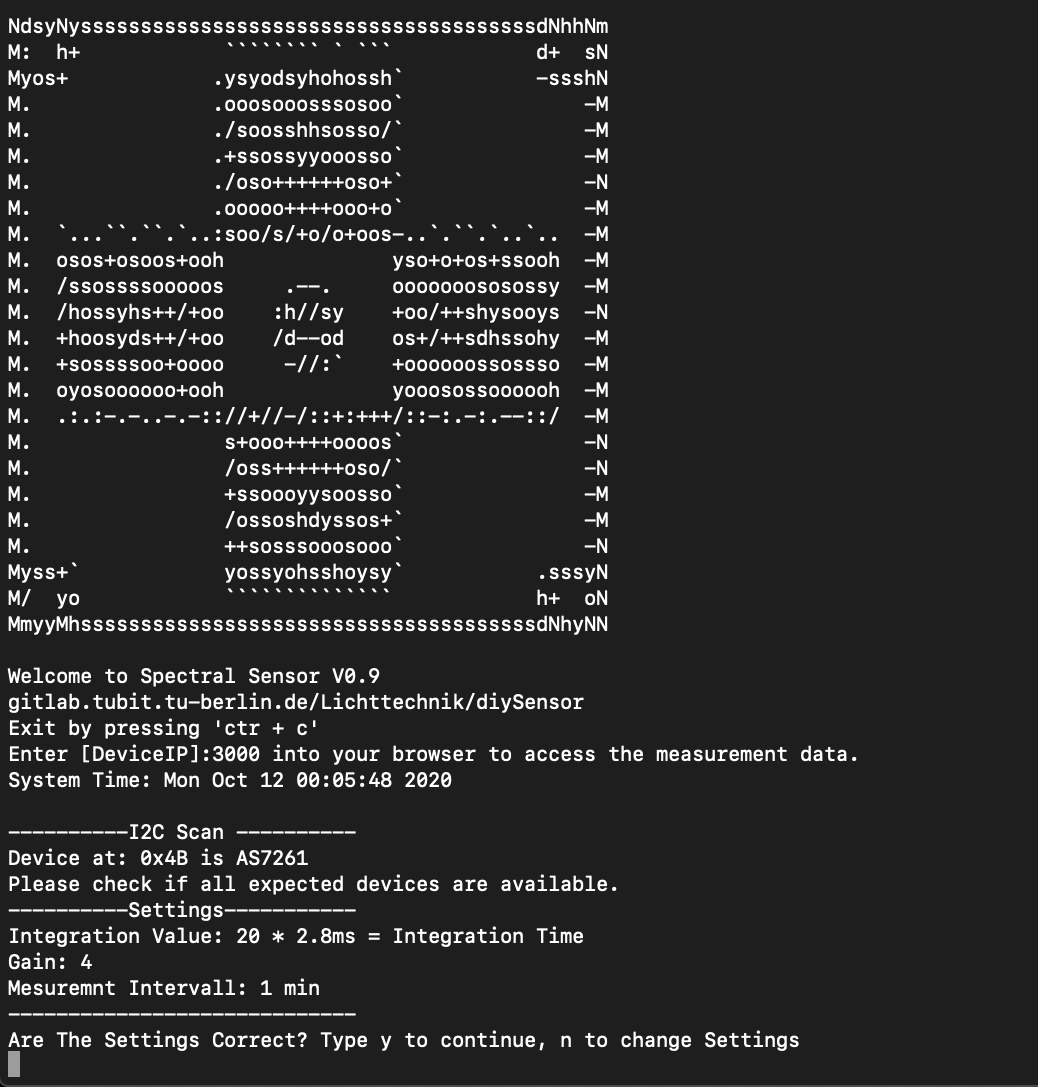 NdsyNyssssssssssssssssssssssssssssssssssssssdNhhNm
M:  h+            ```````` ` ```            d+  sN
Myos+            .ysyodsyhohossh`           -ssshN
M.               .ooosooosssosoo`               -M
M.               ./soosshhsosso/`               -M
M.               .+ssossyyooosso`               -M
M.               ./oso++++++oso+`               -N
M.               .ooooo++++ooo+o`               -M
M.  `...``.``.`..:soo/s/+o/o+oos-..`.``.`..`..  -M
M.  osos+osoos+ooh              yso+o+os+ssooh  -M
M.  /ssossssooooos     .--.     ooooooososossy  -M
M.  /hossyhs++/+oo    :h//sy    +oo/++shysooys  -N
M.  +hoosyds++/+oo    /d--od    os+/++sdhssohy  -M
M.  +sossssoo+oooo     -//:`    +oooooossossso  -M
M.  oyosoooooo+ooh              yooosossoooooh  -M
M.  .:.:-.-..-.-:://+//-/::+:+++/::-:.-:.--::/  -M
M.                s+ooo++++oooos`               -N
M.                /oss++++++oso/`               -N
M.                +ssoooyysoosso`               -M
M.                /ossoshdyssos+`               -M
M.                ++sosssooosooo`               -N
Myss+`            yossyohsshoysy`           .sssyN
M/  yo            ``````````````            h+  oN
MmyyMhssssssssssssssssssssssssssssssssssssssdNhyNN
Welcome to Spectral Sensor V0.9
gitlab.tubit.tu-berlin.de/Lichttechnik/diySensor
Exit by pressing 'ctr + c'
Enter [DeviceIP]:3000 into your browser to access the measurement data.
System Time: Mon Oct 12 00:05:48 2020
----------I2C Scan ----------
Device at: 0x4B is AS7261
Please check if all expected devices are available.
----------Settings-----------
Integration Value: 20 * 2.8ms = Integration Time
Gain: 4
Mesuremnt Intervall: 1 min
-----------------------------
Are The Settings Correct? Type y to continue, n to change Settings